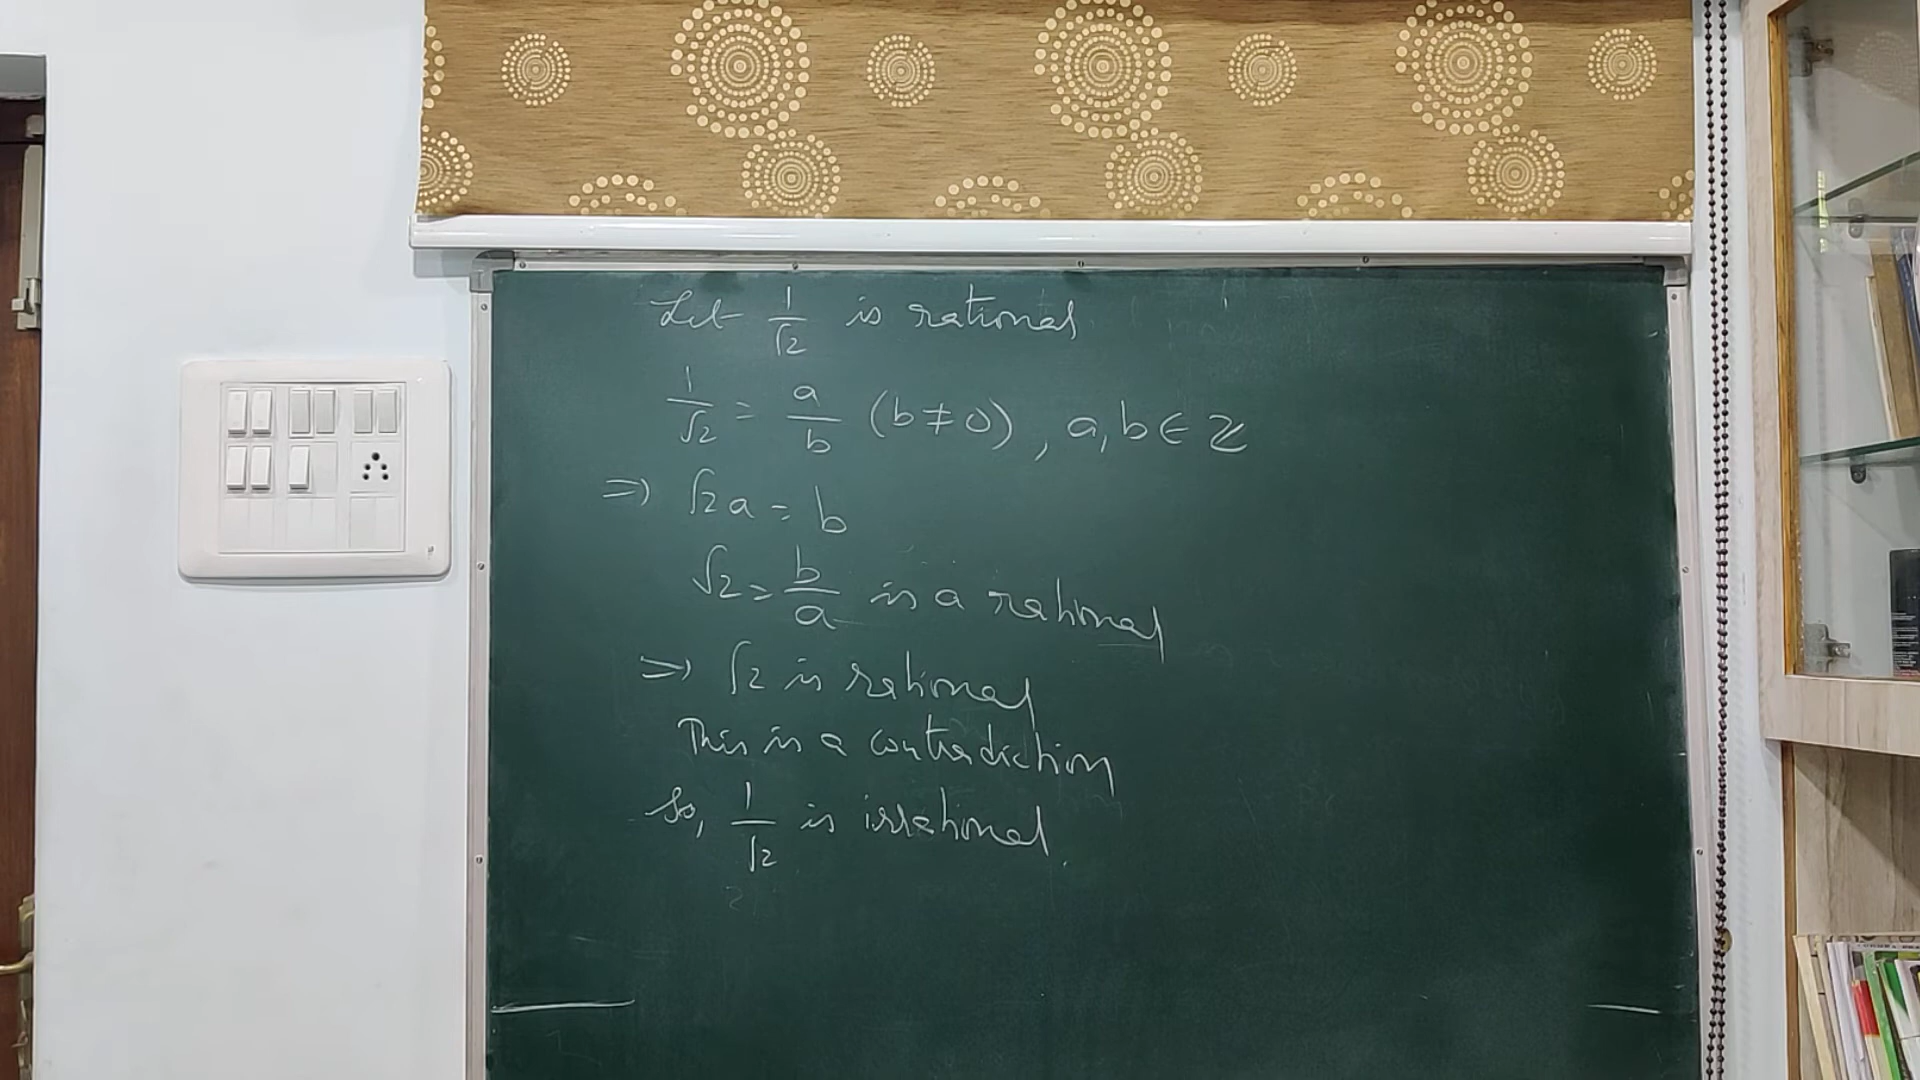 Let 1/√2 is rational
1/√2 = a/b (b≠0), a,b∈ℤ
⇒ √2a = b
√2 = b/a is a rational
⇒ √2 is rational
This is a contradiction
So, 1/√2 is irrational.